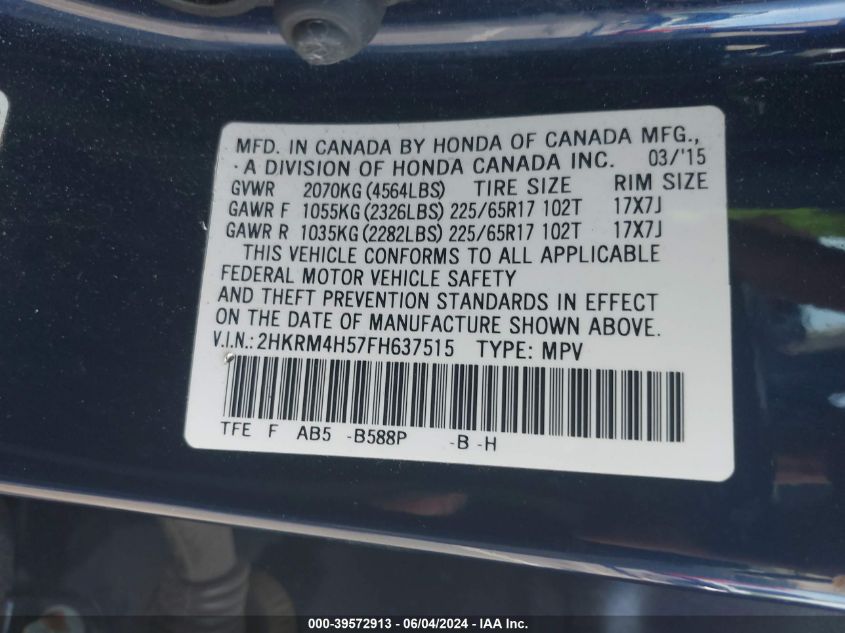 MFD. IN CANADA BY HONDA OF CANADA MFG.,
A DIVISION OF HONDA CANADA INC. 03/'15
GVWR 2070KG (4564LBS) TIRE SIZE RIM SIZE
GAWR F 1055KG (2326LBS) 225/65R17 102T 17X7J
GAWR R 1035KG (2282LBS) 225/65R17 102T 17X7J
THIS VEHICLE CONFORMS TO ALL APPLICABLE
FEDERAL MOTOR VEHICLE SAFETY
AND THEFT PREVENTION STANDARDS IN EFFECT
ON THE DATE OF MANUFACTURE SHOWN ABOVE.
V.I.N.: 2HKRM4H57FH637515 TYPE: MPV
TFE F AB5 -B588P -B -H
000-39572913 - 06/04/2024 - IAA Inc.